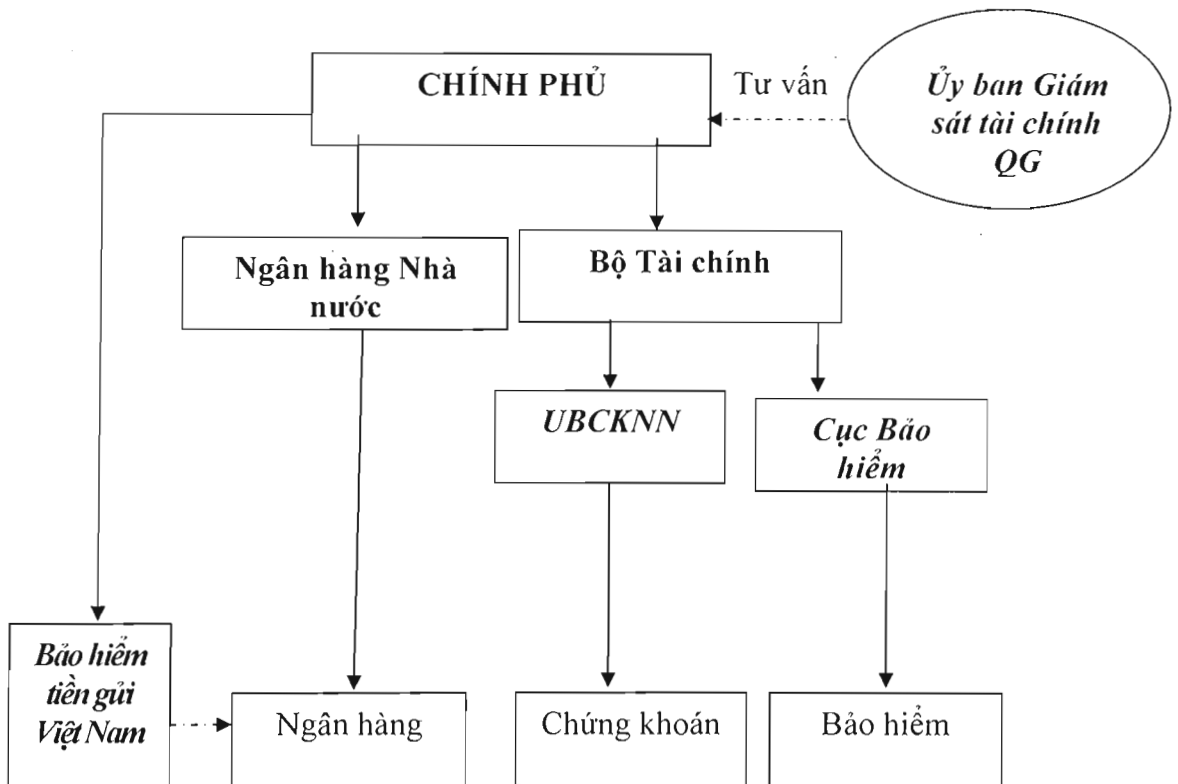 CHÍNH PHỦ
Tư vấn
Ủy ban Giám
sát tài chính
QG
Ngân hàng Nhà
nước
Bộ Tài chính
UBCKNN
Cục Bảo
hiểm
Bảo hiểm
tiền gửi
Việt Nam
Ngân hàng
Chứng khoán
Bảo hiểm